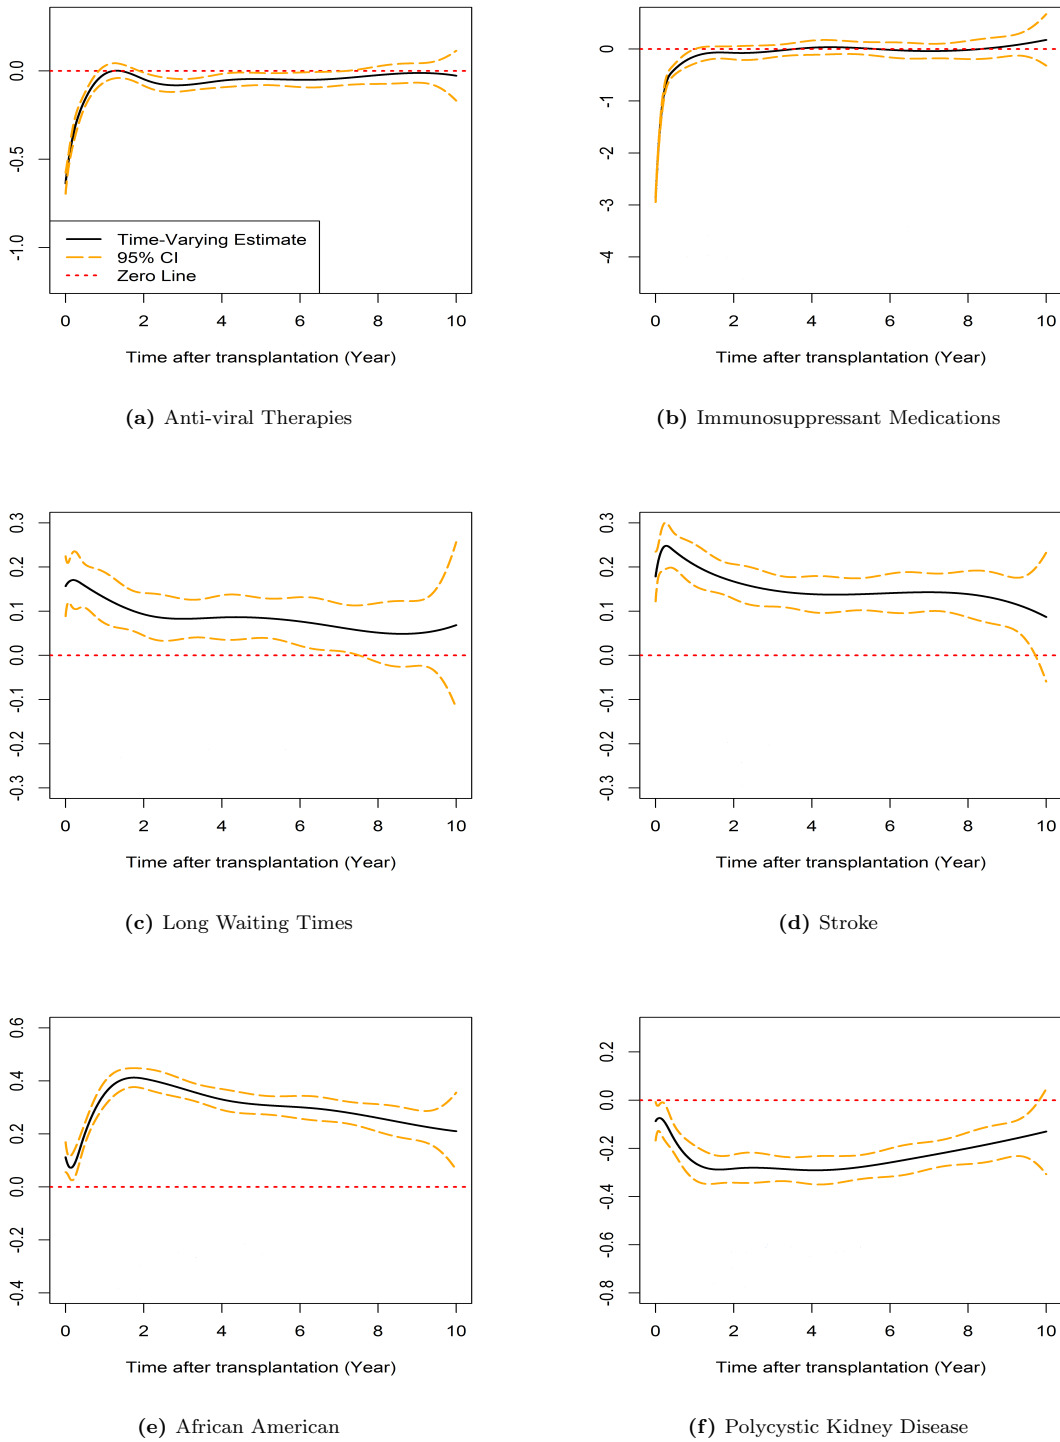 0.0
-0.5
-1.0
Time-Varying Estimate
95% CI
Zero Line
0 2 4 6 8 10
Time after transplantation (Year)
(a) Anti-viral Therapies
0
-1
-2
-3
-4
0 2 4 6 8 10
Time after transplantation (Year)
(b) Immunosuppressant Medications
0.3
0.2
0.1
0.0
-0.1
-0.2
-0.3
0 2 4 6 8 10
Time after transplantation (Year)
(c) Long Waiting Times
0.3
0.2
0.1
0.0
-0.1
-0.2
-0.3
0 2 4 6 8 10
Time after transplantation (Year)
(d) Stroke
0.6
0.4
0.2
0.0
-0.2
-0.4
0 2 4 6 8 10
Time after transplantation (Year)
(e) African American
0.2
0.0
-0.2
-0.4
-0.6
-0.8
0 2 4 6 8 10
Time after transplantation (Year)
(f) Polycystic Kidney Disease